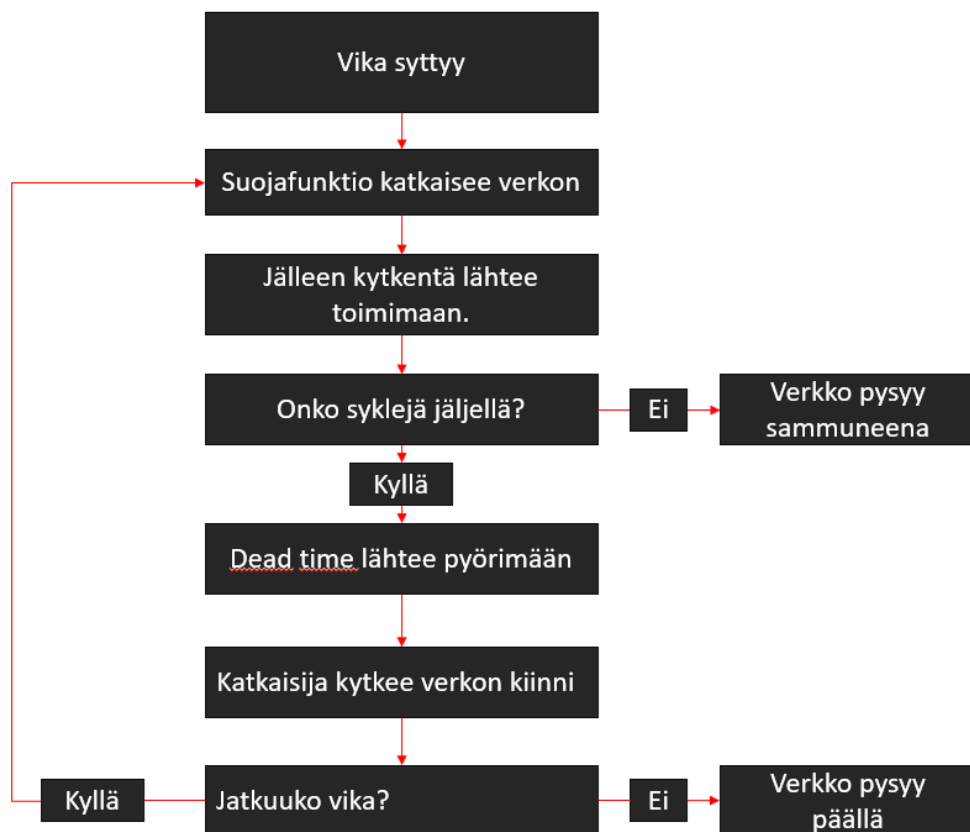 Vika syttyy
Suojafunktio katkaisee verkon
Jälleen kytkentä lähtee
toimimaan.
Onko syklejä jäljellä?
Ei
Verkko pysyy
sammuneena
Kyllä
Dead time lähtee pyörimään
Katkaisija kytkee verkon kiinni
Kyllä
Jatkuuko vika?
Ei
Verkko pysyy
päällä